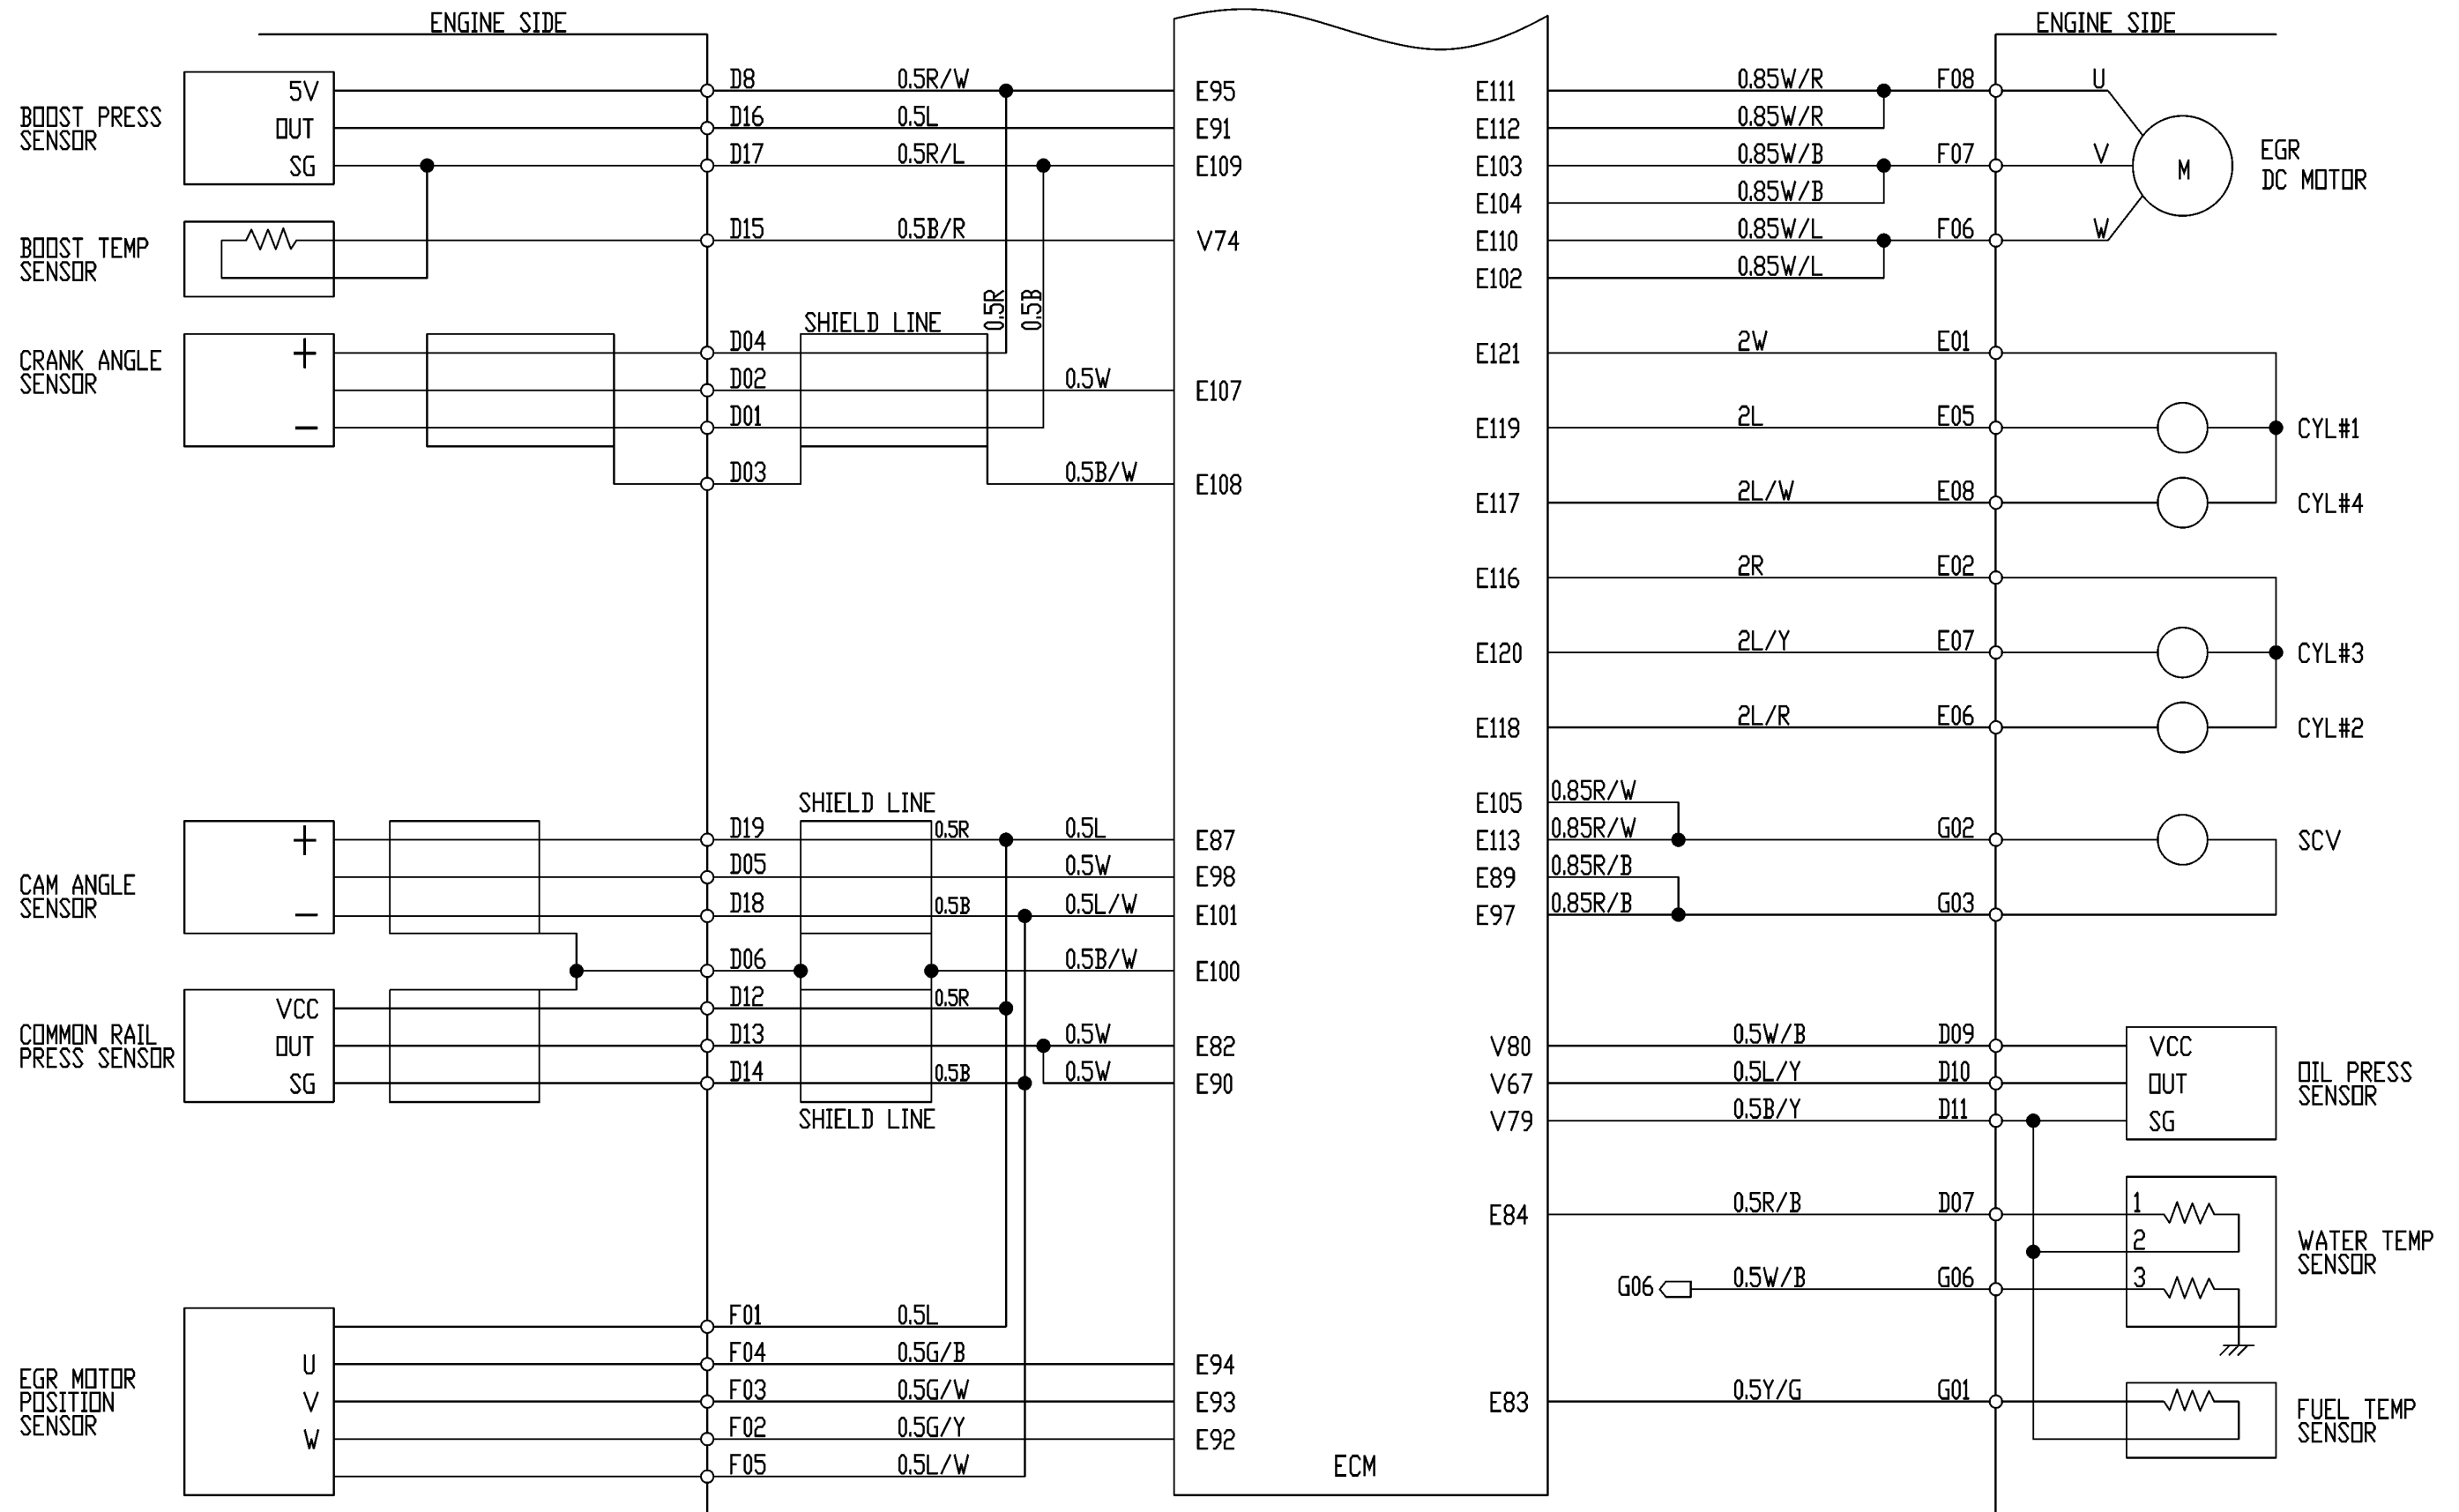 ENGINE SIDE
BOOST PRESS
SENSOR
5V
OUT
SG
D8
0.5R/W
E95
D16
0.5L
E91
D17
0.5R/L
E109
BOOST TEMP
SENSOR
D15
0.5B/R
V74
0.5R
0.5B
CRANK ANGLE
SENSOR
+
−
SHIELD LINE
D04
D02
0.5W
E107
D01
D03
0.5B/W
E108
CAM ANGLE
SENSOR
+
−
SHIELD LINE
D19
0.5R
0.5L
E87
D05
0.5W
E98
D18
0.5B
0.5L/W
E101
D06
0.5B/W
E100
COMMON RAIL
PRESS SENSOR
VCC
OUT
SG
D12
0.5R
D13
0.5W
E82
D14
0.5B
0.5W
E90
SHIELD LINE
EGR MOTOR
POSITION
SENSOR
U
V
W
F01
0.5L
F04
0.5G/B
E94
F03
0.5G/W
E93
F02
0.5G/Y
E92
F05
0.5L/W
ECM
ENGINE SIDE
E111
0.85W/R
F08
U
E112
0.85W/R
E103
0.85W/B
F07
V
E104
0.85W/B
E110
0.85W/L
F06
W
E102
0.85W/L
M
EGR
DC MOTOR
E121
2W
E01
E119
2L
E05
CYL#1
E117
2L/W
E08
CYL#4
E116
2R
E02
E120
2L/Y
E07
CYL#3
E118
2L/R
E06
CYL#2
E105
0.85R/W
E113
0.85R/W
G02
SCV
E89
0.85R/B
E97
0.85R/B
G03
V80
0.5W/B
D09
VCC
V67
0.5L/Y
D10
OUT
V79
0.5B/Y
D11
SG
OIL PRESS
SENSOR
E84
0.5R/B
D07
1
2
G06
0.5W/B
G06
3
WATER TEMP
SENSOR
E83
0.5Y/G
G01
FUEL TEMP
SENSOR